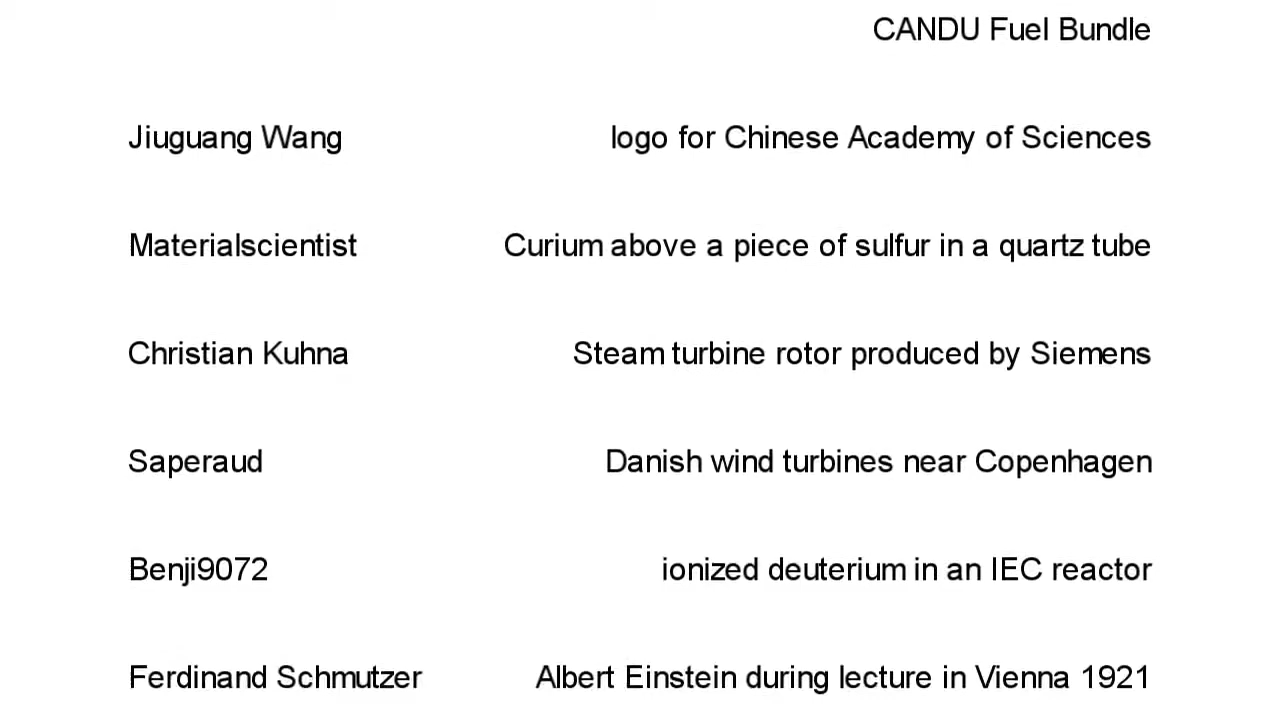 CANDU Fuel Bundle
Jiuguang Wang logo for Chinese Academy of Sciences
Materialscientist Curium above a piece of sulfur in a quartz tube
Christian Kuhna Steam turbine rotor produced by Siemens
Saperaud Danish wind turbines near Copenhagen
Benji9072 ionized deuterium in an IEC reactor
Ferdinand Schmutzer Albert Einstein during lecture in Vienna 1921